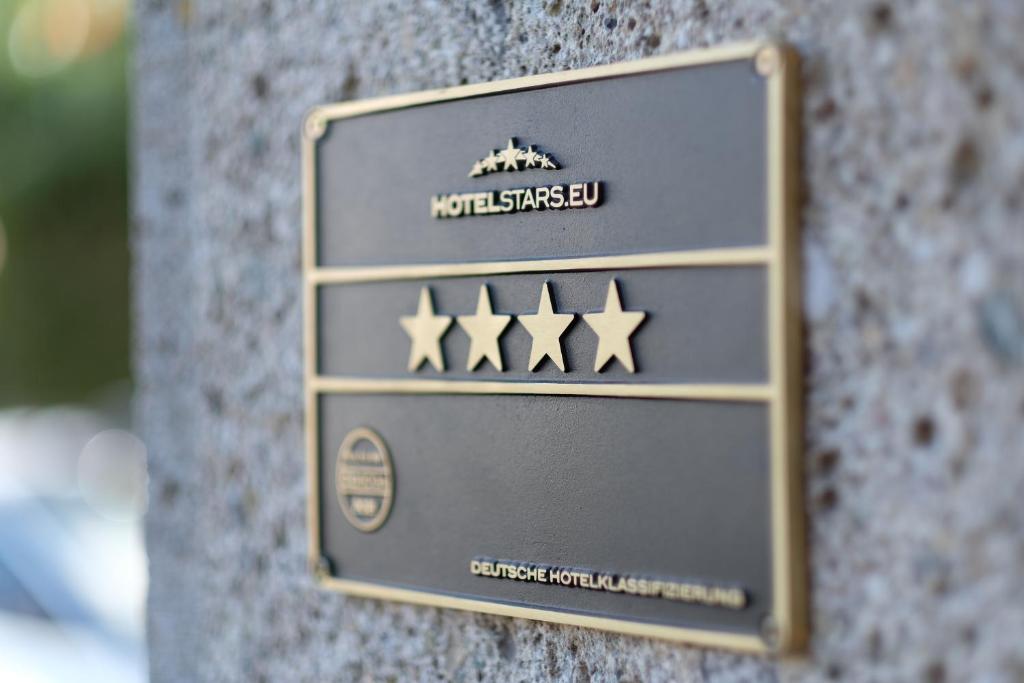 HOTELSTARS.EU
DEUTSCHE HOTELKLASSIFIZIERUNG